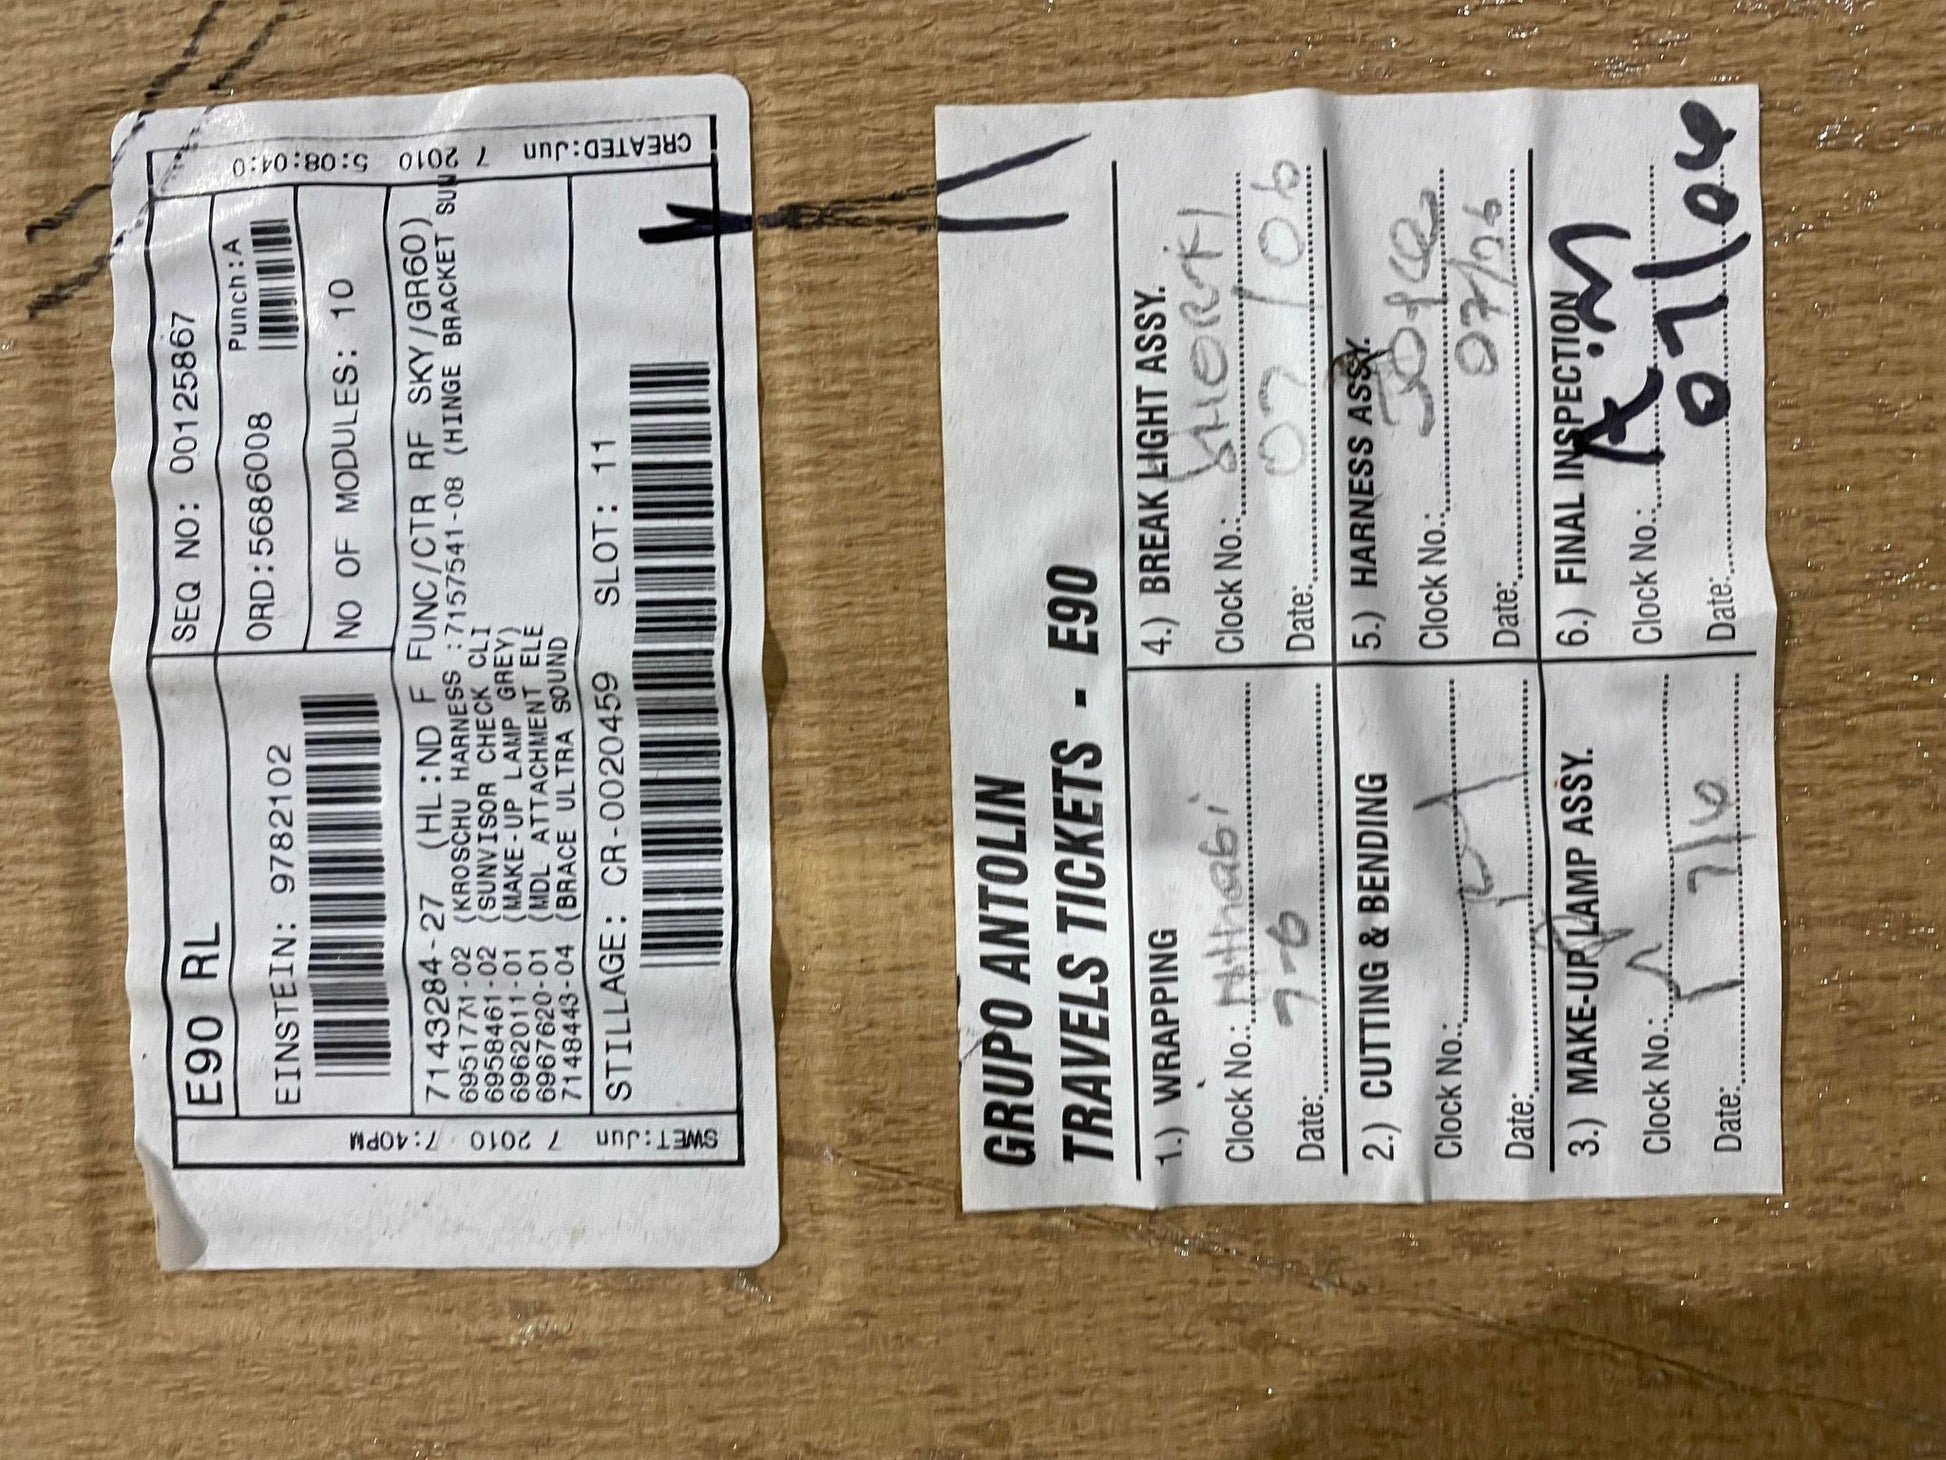 E90 RL
SEQ NO: 00125867
EINSTEIN: 9782102
ORD:5686008
Punch:A
NO OF MODULES: 10
7143284-27 (HL:ND F FUNC/CTR RF SKY/GR60)
(KROSCHU HARNESS :7157541-08 (HINGE BRACKET SUN
6958461-02 (SUNVISOR CHECK CLI
6962011-01 (MAKE-UP LAMP GREY)
6967620-01 (MDL ATTACHMENT ELE
7148443-04 (BRACE ULTRA SOUND
STILLAGE: CR-0020459 SLOT: 11
SWET:Jun 7 2010 7:40PM
CREATED:Jun 7 2010 5:08:04:0
GRUPO ANTOLIN
TRAVELS TICKETS - E90
1.) WRAPPING
Clock No.:
Date: 7-6
2.) CUTTING & BENDING
Clock No.:
Date:
3.) MAKE-UP LAMP ASSY.
Clock No.:
Date: 7/6
4.) BREAK LIGHT ASSY.
Clock No.:
Date: 07/06
5.) HARNESS ASSY.
Clock No.:
Date: 07/06
6.) FINAL INSPECTION
Clock No.:
Date: